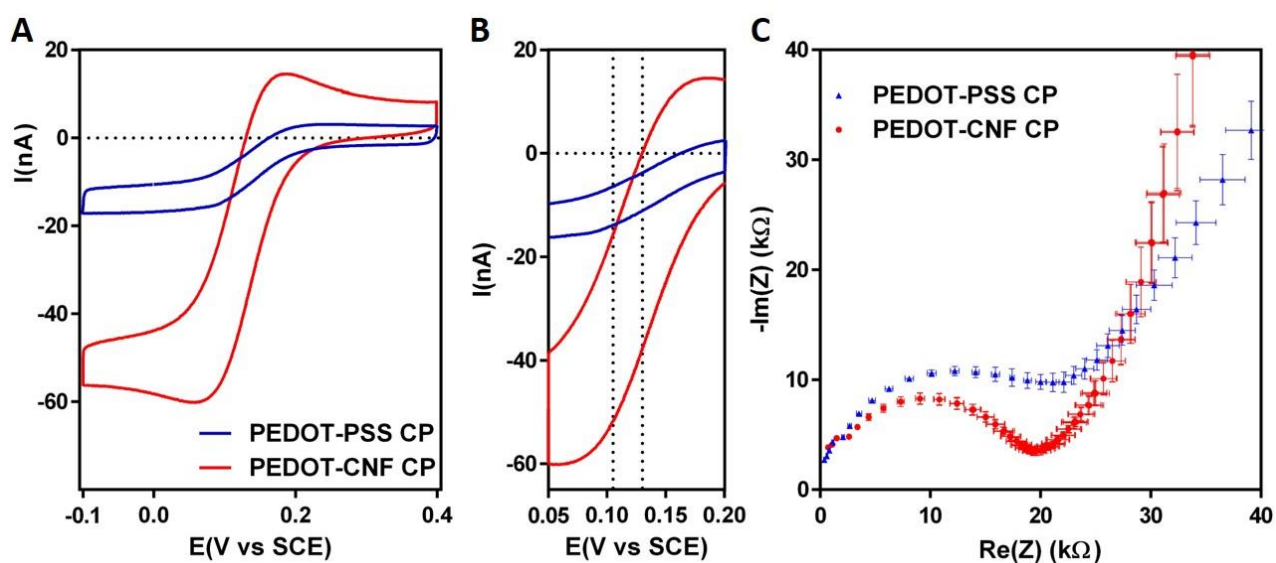 A
20
0
-20
-40
-60
I(nA)
PEDOT-PSS CP
PEDOT-CNF CP
-0.1 0.0 0.2 0.4
E(V vs SCE)
B
20
0
-20
-40
-60
I(nA)
0.05 0.10 0.15 0.20
E(V vs SCE)
C
40
30
20
10
0
-Im(Z) (kΩ)
PEDOT-PSS CP
PEDOT-CNF CP
0 10 20 30 40
Re(Z) (kΩ)